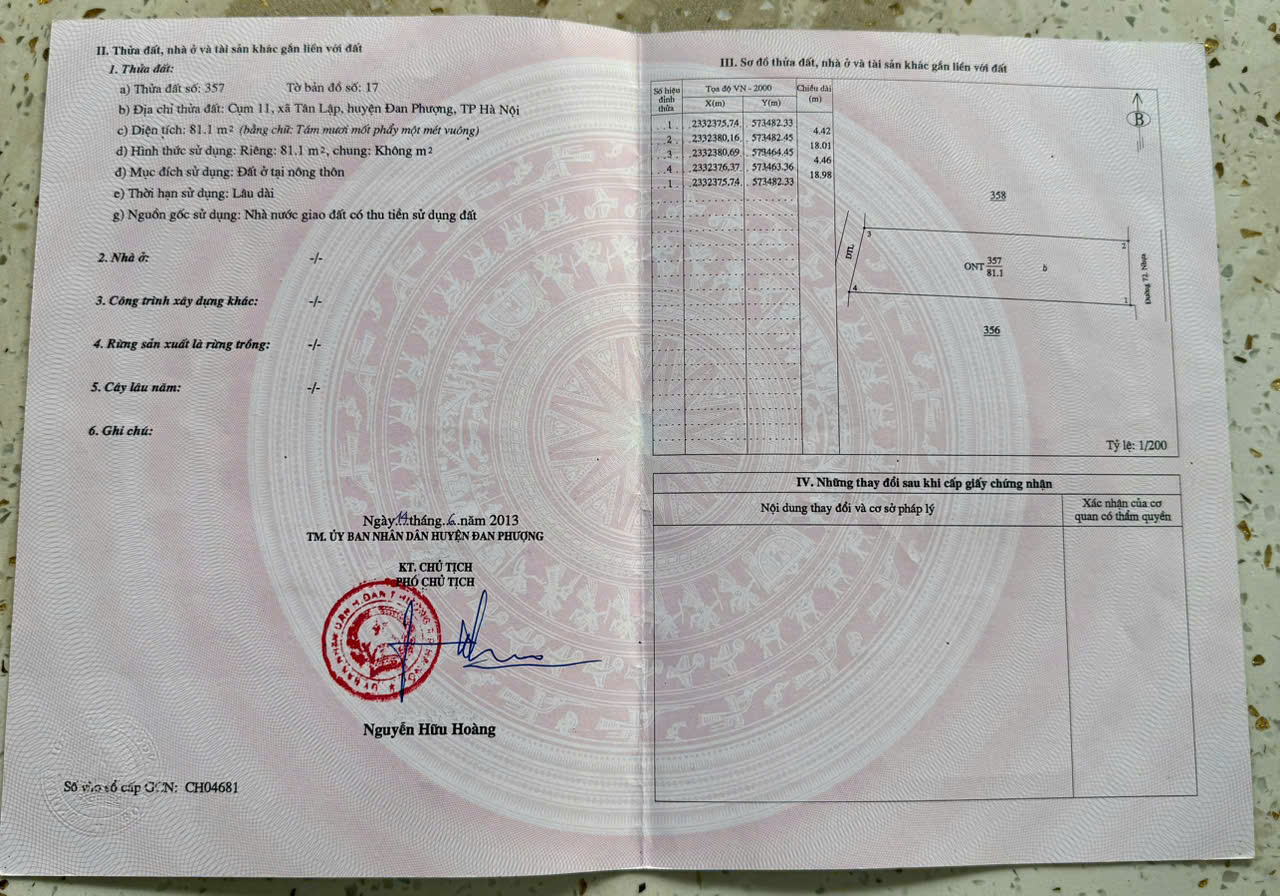 II. Thửa đất, nhà ở và tài sản khác gắn liền với đất
1. Thửa đất:
a) Thửa đất số: 357 Tờ bản đồ số: 17
b) Địa chỉ thửa đất: Cụm 11, xã Tân Lập, huyện Đan Phượng, TP Hà Nội
c) Diện tích: 81.1 m² (bằng chữ: Tám mươi mốt phẩy một mét vuông)
d) Hình thức sử dụng: Riêng: 81.1 m², chung: Không m²
đ) Mục đích sử dụng: Đất ở tại nông thôn
e) Thời hạn sử dụng: Lâu dài
g) Nguồn gốc sử dụng: Nhà nước giao đất có thu tiền sử dụng đất
2. Nhà ở: -/-
3. Công trình xây dựng khác: -/-
4. Rừng sản xuất là rừng trồng: -/-
5. Cây lâu năm: -/-
6. Ghi chú:
Ngày 19 tháng 6 năm 2013
TM. ỦY BAN NHÂN DÂN HUYỆN ĐAN PHƯỢNG
KT. CHỦ TỊCH
PHÓ CHỦ TỊCH
Nguyễn Hữu Hoàng
Số vào sổ cấp GCN: CH04681
III. Sơ đồ thửa đất, nhà ở và tài sản khác gắn liền với đất
Số hiệu đỉnh thửa Tọa độ VN - 2000 Chiều dài (m)
X(m) Y(m)
1 2332375,74 573482.33
4.42
2 2332380,16 573482.45
18.01
3 2332380,69 573464.45
4.46
4 2332376,37 573463.36
18.98
1 2332375,74 573482.33
B
358
3
2
ĐTL
ONT 357
81.1
b
Đường T2. Nhựa
4
1
356
Tỷ lệ: 1/200
IV. Những thay đổi sau khi cấp giấy chứng nhận
Nội dung thay đổi và cơ sở pháp lý
Xác nhận của cơ
quan có thẩm quyền